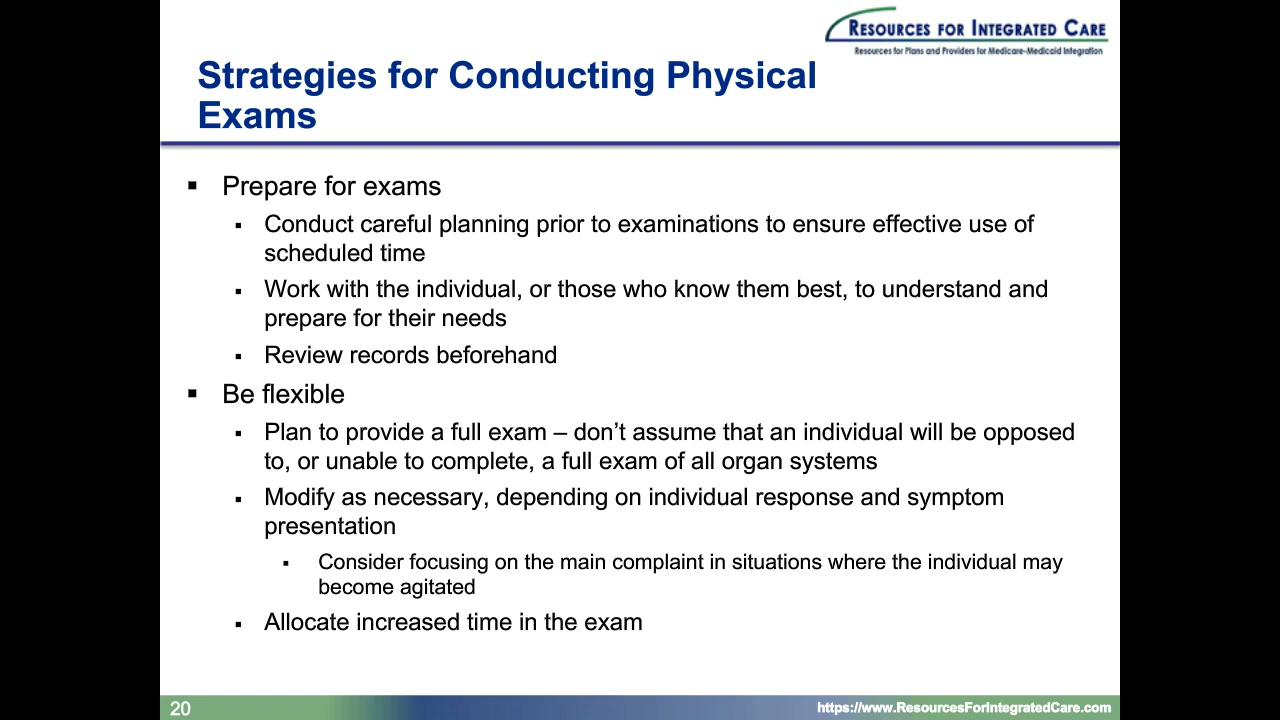 RESOURCES FOR INTEGRATED CARE
Resources for Plans and Providers for Medicare-Medicaid Integration
Strategies for Conducting Physical
Exams
▪ Prepare for exams
▪ Conduct careful planning prior to examinations to ensure effective use of
scheduled time
▪ Work with the individual, or those who know them best, to understand and
prepare for their needs
▪ Review records beforehand
▪ Be flexible
▪ Plan to provide a full exam – don’t assume that an individual will be opposed
to, or unable to complete, a full exam of all organ systems
▪ Modify as necessary, depending on individual response and symptom
presentation
▪ Consider focusing on the main complaint in situations where the individual may
become agitated
▪ Allocate increased time in the exam
20
https://www.ResourcesForIntegratedCare.com